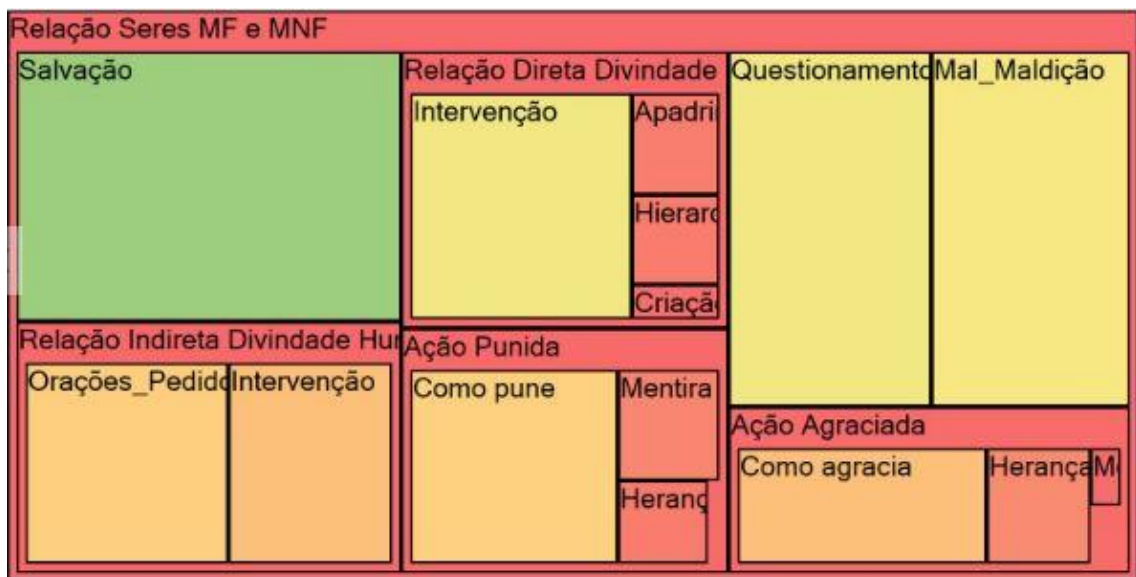 Relação Seres MF e MNF
Salvação
Relação Direta Divindade
Intervenção
Apadri
Hierarc
Criaçã
Questionamento
Mal_Maldição
Relação Indireta Divindade Hu
Orações_Pedido
Intervenção
Ação Punida
Como pune
Mentira
Heranç
Ação Agraciada
Como agracia
Herança
M